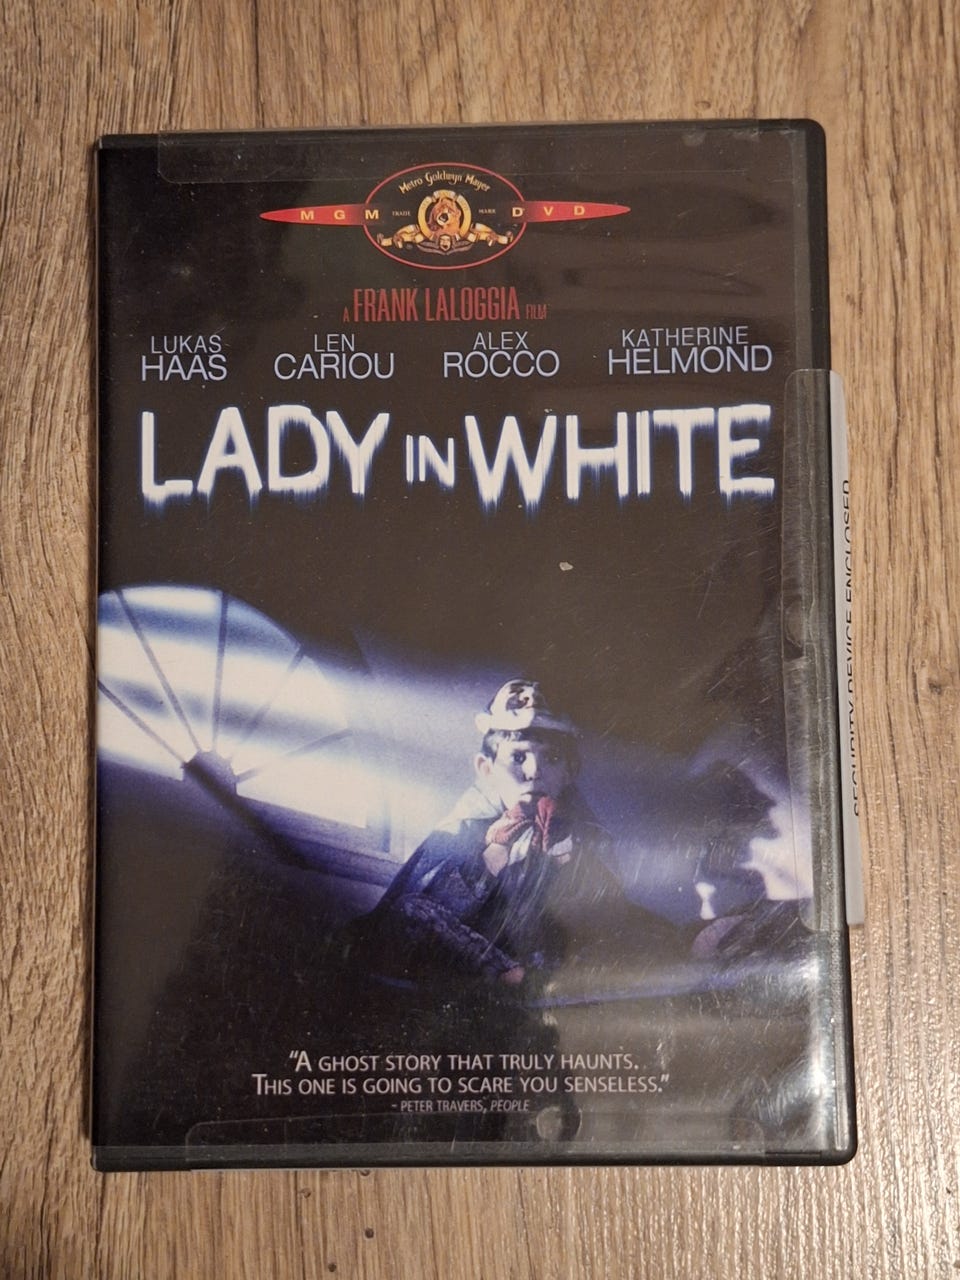 Metro Goldwyn Mayer
MGM TRADE MARK DVD
A FRANK LALOGGIA FILM
LUKAS HAAS
LEN CARIOU
ALEX ROCCO
KATHERINE HELMOND
LADY IN WHITE
"A GHOST STORY THAT TRULY HAUNTS.
THIS ONE IS GOING TO SCARE YOU SENSELESS."
- PETER TRAVERS, PEOPLE
SECURITY DEVICE ENCLOSED